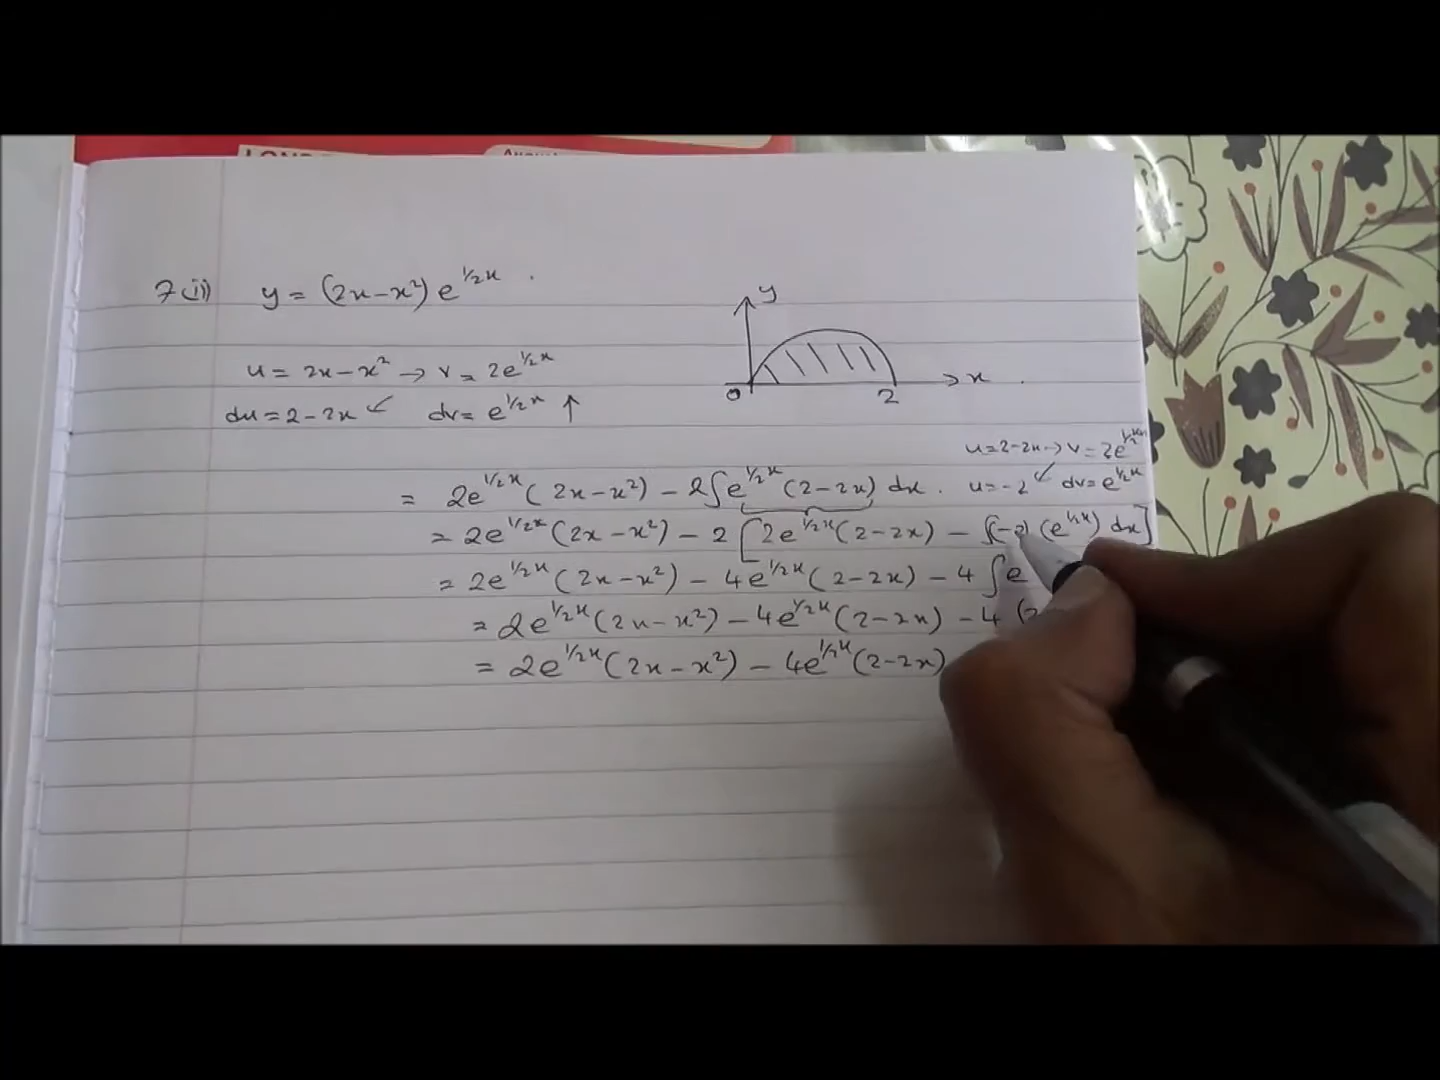 7(ii) y = (2x-x²) e^½x
y
u = 2x-x² → v = 2e^½x
x
0 2
du = 2-2x dv = e^½x ↑
u=2-2x → v = 2e^½x
= 2e^½x (2x-x²) - 2∫e^½x (2-2x) dx. u=-2 dv=e^½x
= 2e^½x (2x-x²) - 2 [2e^½x (2-2x) - ∫(-2) (e^½x) dx]
= 2e^½x (2x-x²) - 4e^½x (2-2x) - 4 ∫e
= 2e^½x (2x-x²) - 4e^½x (2-2x) - 4 (2
= 2e^½x (2x-x²) - 4e^½x (2-2x)